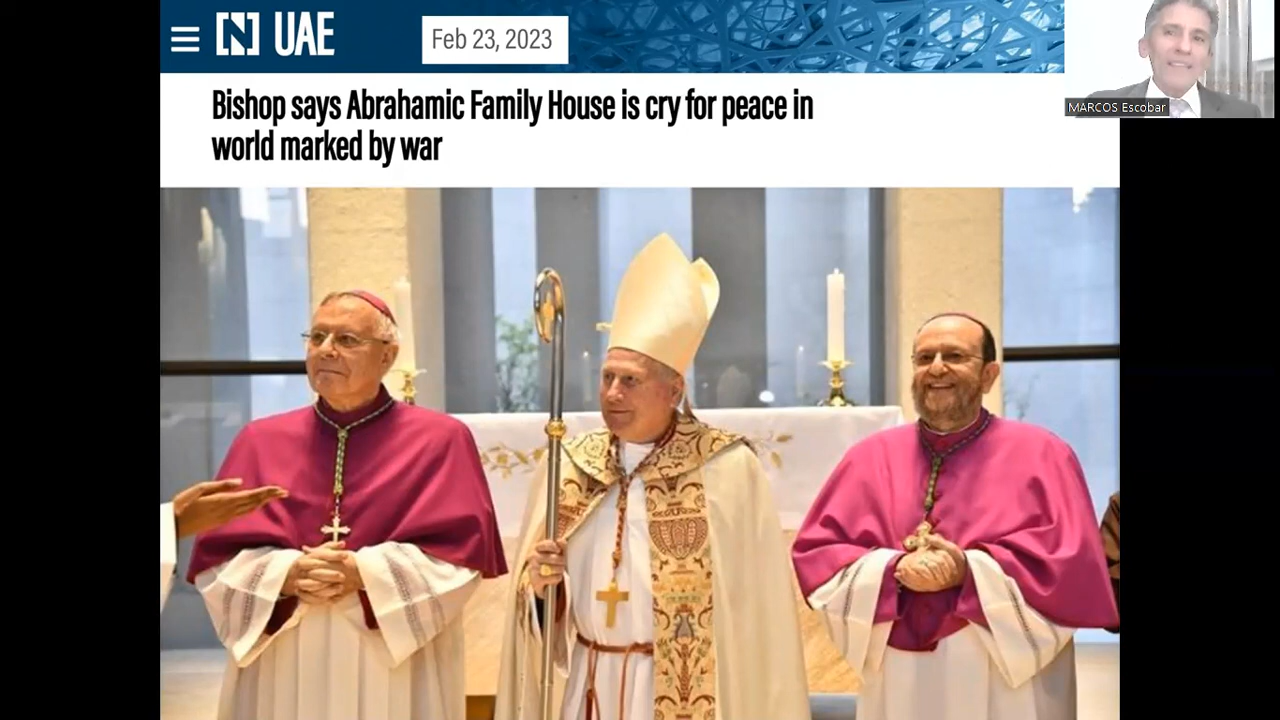 N UAE
Feb 23, 2023
MARCOS Escobar
Bishop says Abrahamic Family House is cry for peace in
world marked by war